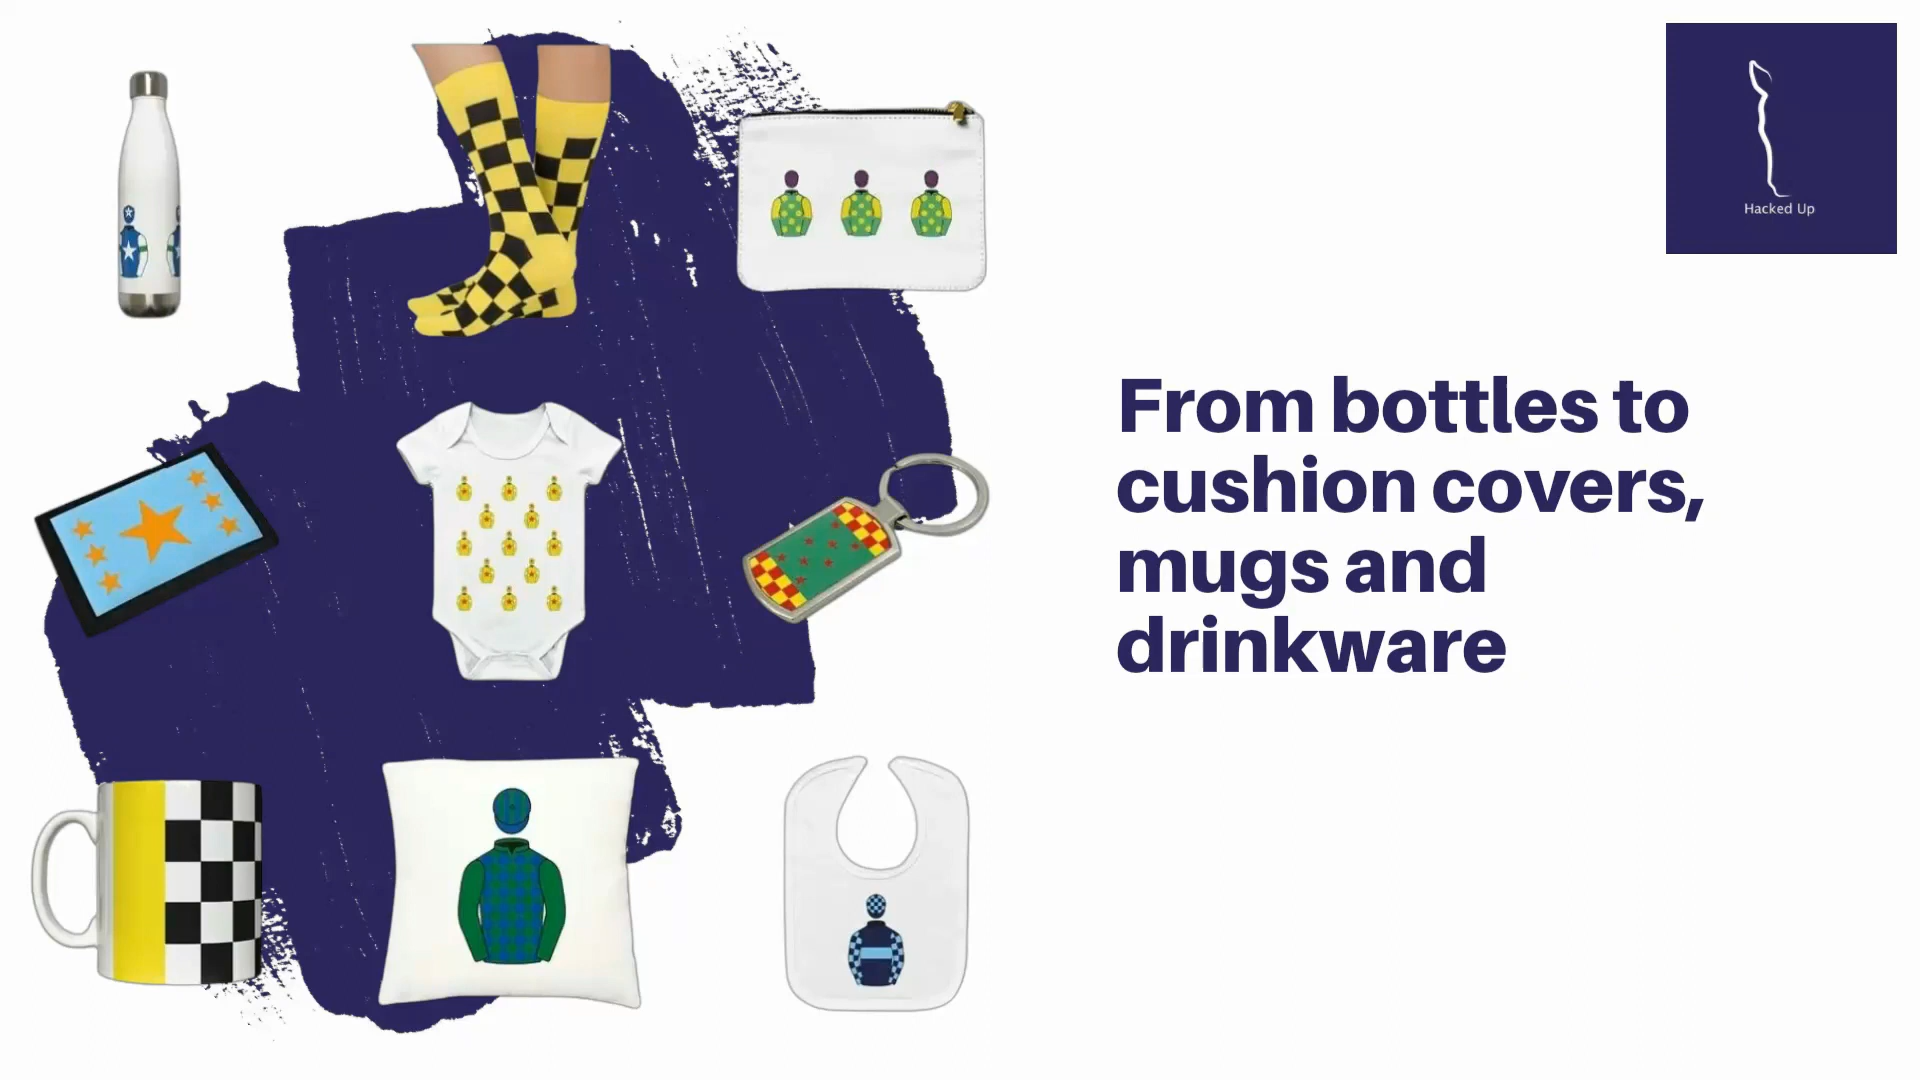 Hacked Up
From bottles to
cushion covers,
mugs and
drinkware